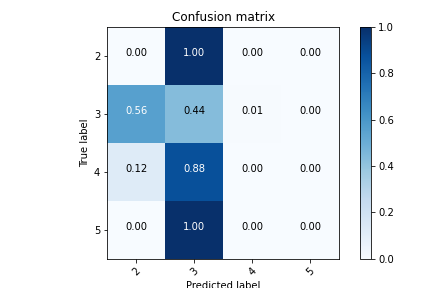 Confusion matrix
1.0
2 0.00 1.00 0.00 0.00
0.8
3 0.56 0.44 0.01 0.00
0.6
True label
0.4
4 0.12 0.88 0.00 0.00
0.2
5 0.00 1.00 0.00 0.00
0.0
2 3 4 5
Predicted label